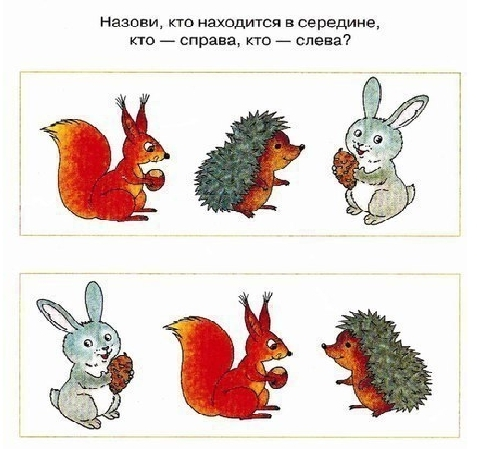 Назови, кто находится в середине,
кто — справа, кто — слева?